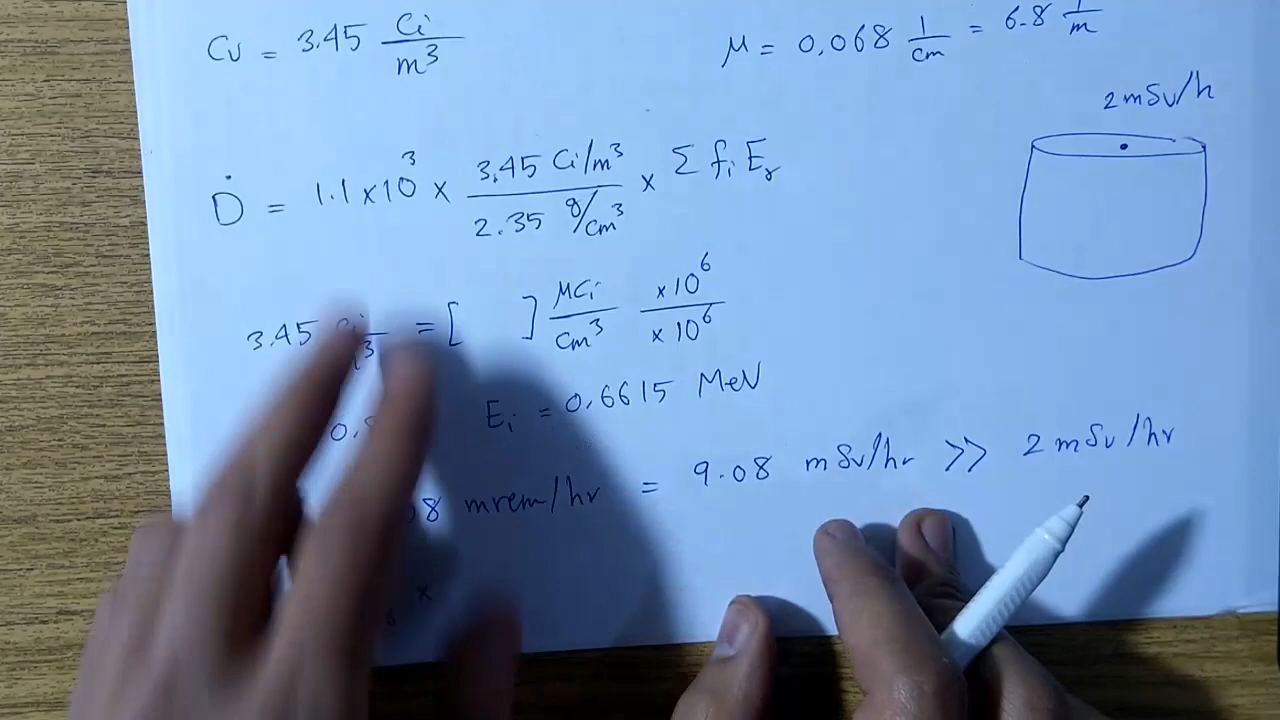 Cv = 3.45 Ci/m³
μ = 0.068 1/cm = 6.8 1/m
2 mSv/h
Ḋ = 1.1 × 10³ × (3.45 Ci/m³)/(2.35 g/cm³) × Σ fᵢ Eᵧ
3.45 = [ ] μCi/cm³ ×10⁶/×10⁶
Eᵢ = 0.6615 MeV
8 mrem/hr = 9.08 mSv/hr >> 2 mSv/hr
×